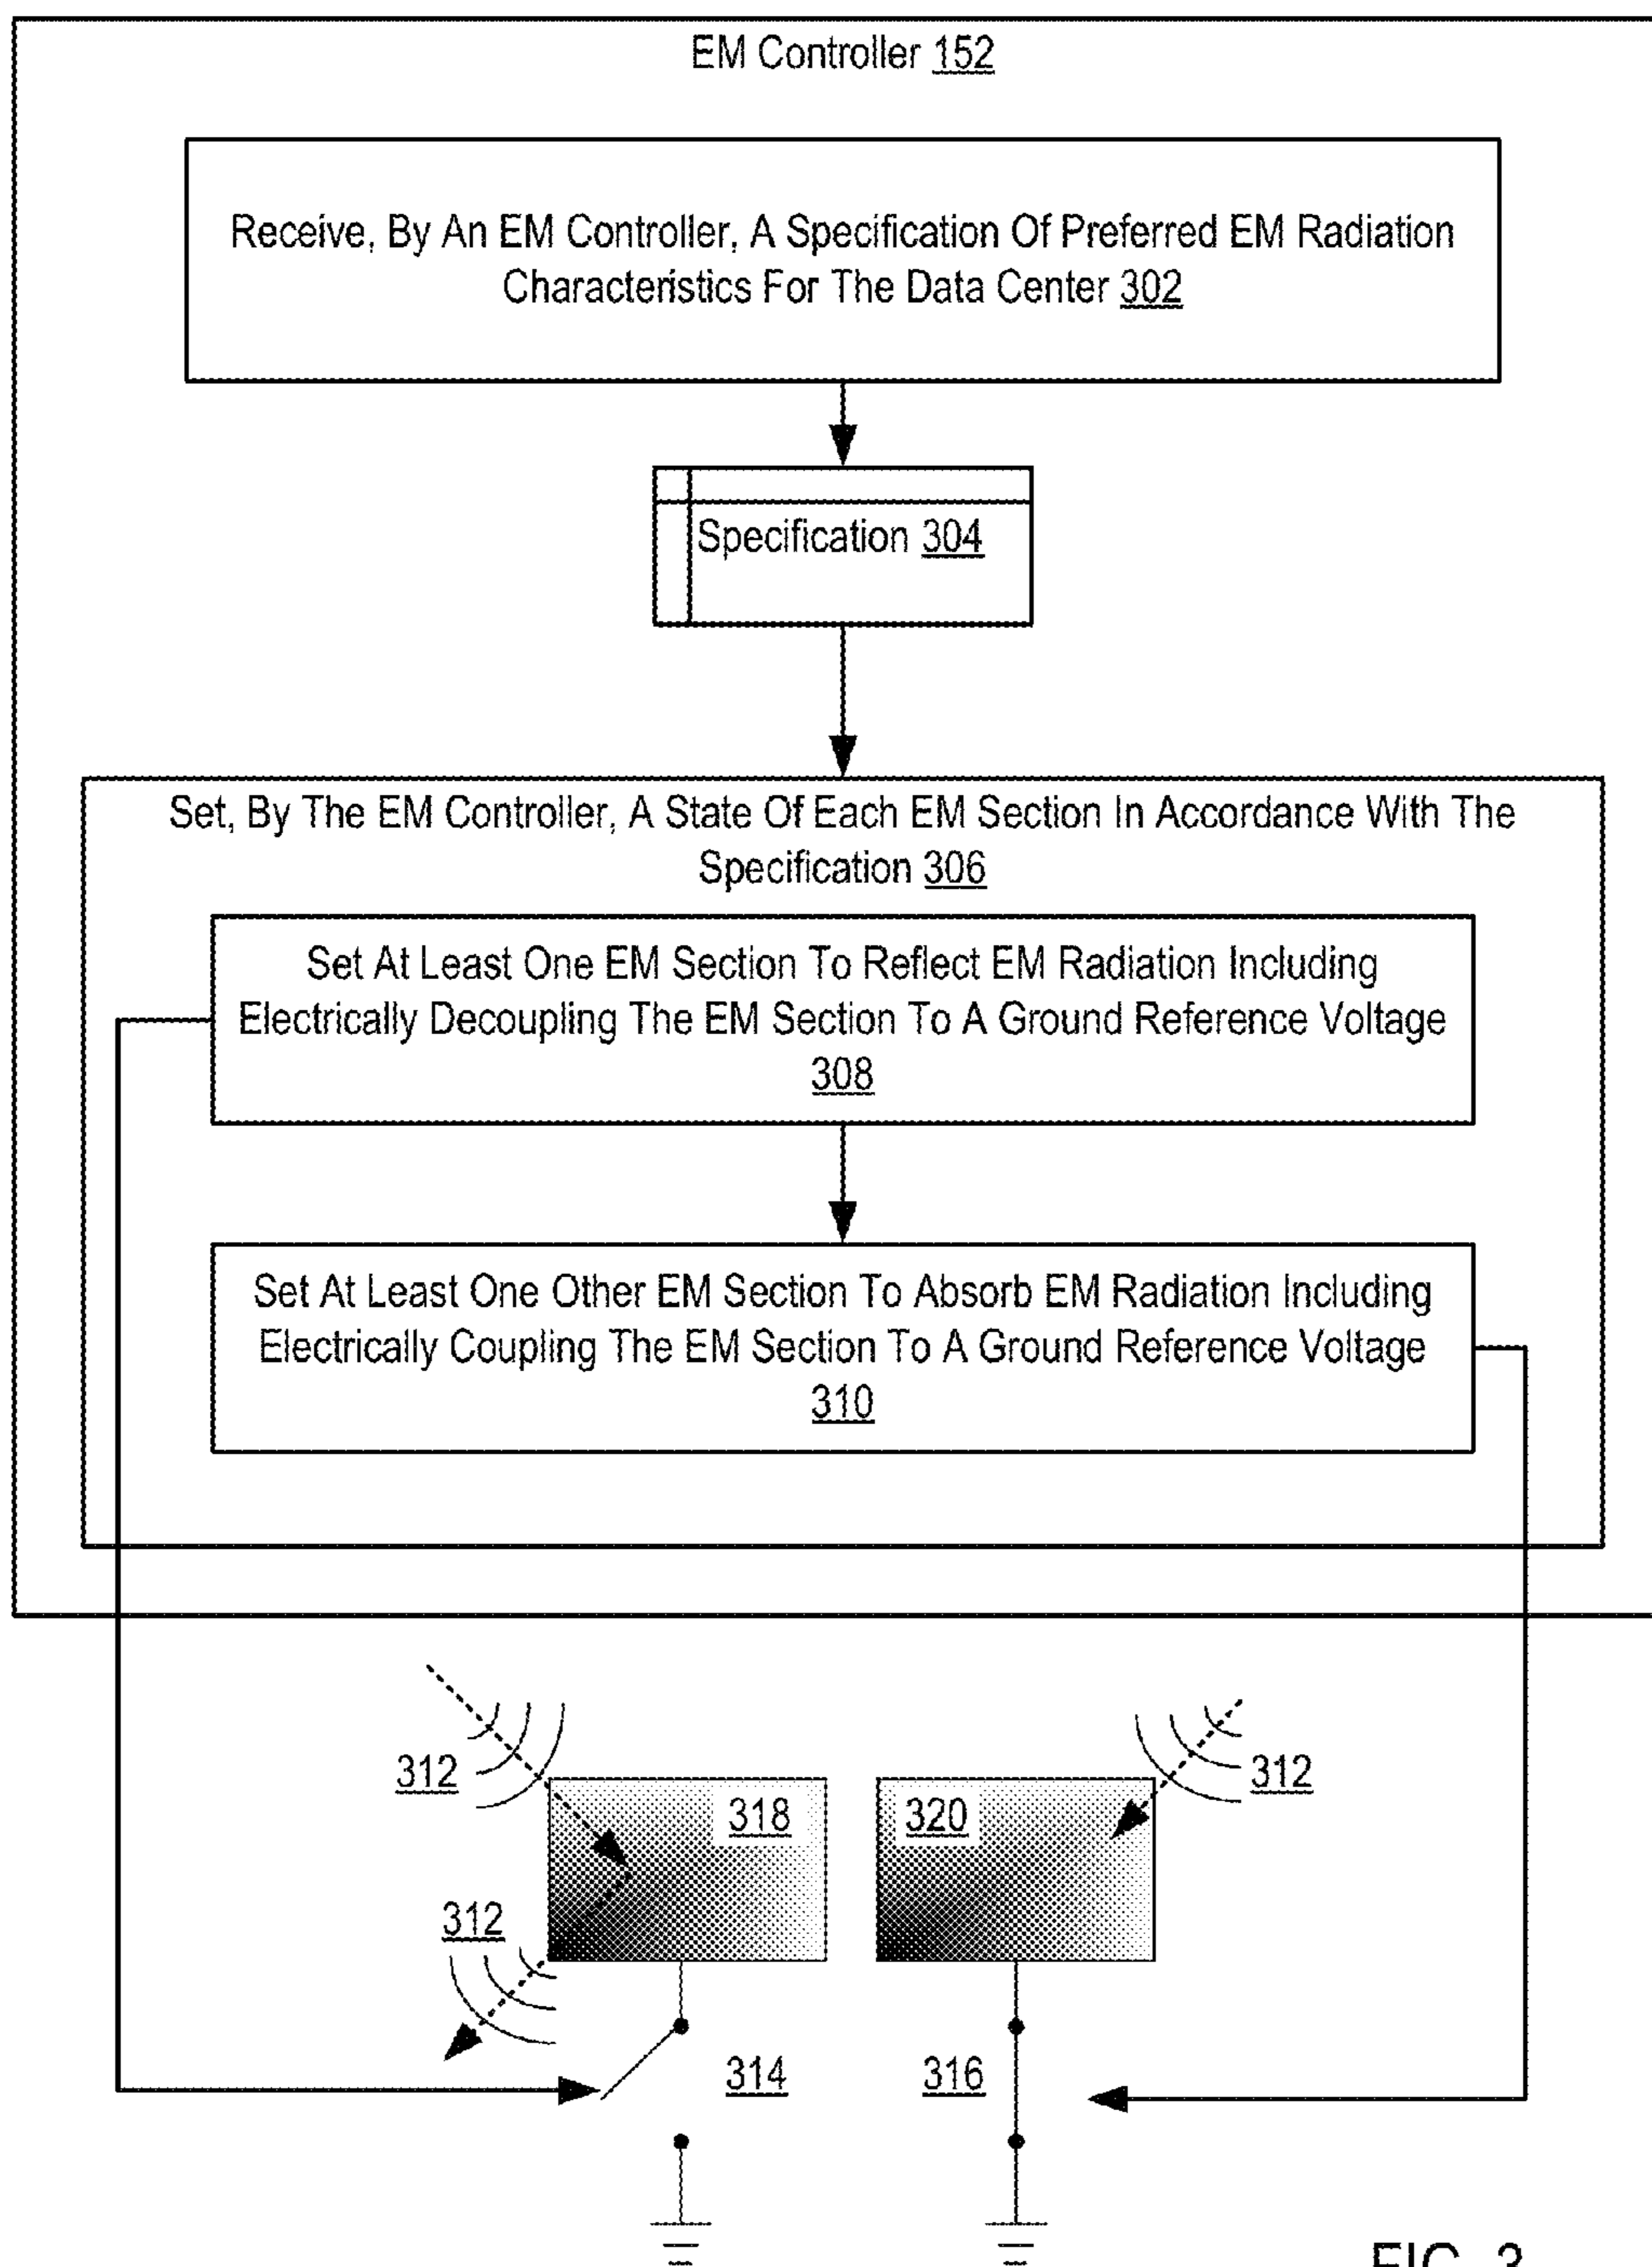 EM Controller 152
Receive, By An EM Controller, A Specification Of Preferred EM Radiation
Characteristics For The Data Center 302
Specification 304
Set, By The EM Controller, A State Of Each EM Section In Accordance With The
Specification 306
Set At Least One EM Section To Reflect EM Radiation Including
Electrically Decoupling The EM Section To A Ground Reference Voltage
308
Set At Least One Other EM Section To Absorb EM Radiation Including
Electrically Coupling The EM Section To A Ground Reference Voltage
310
312
312
318
320
312
314
316
FIG. 3